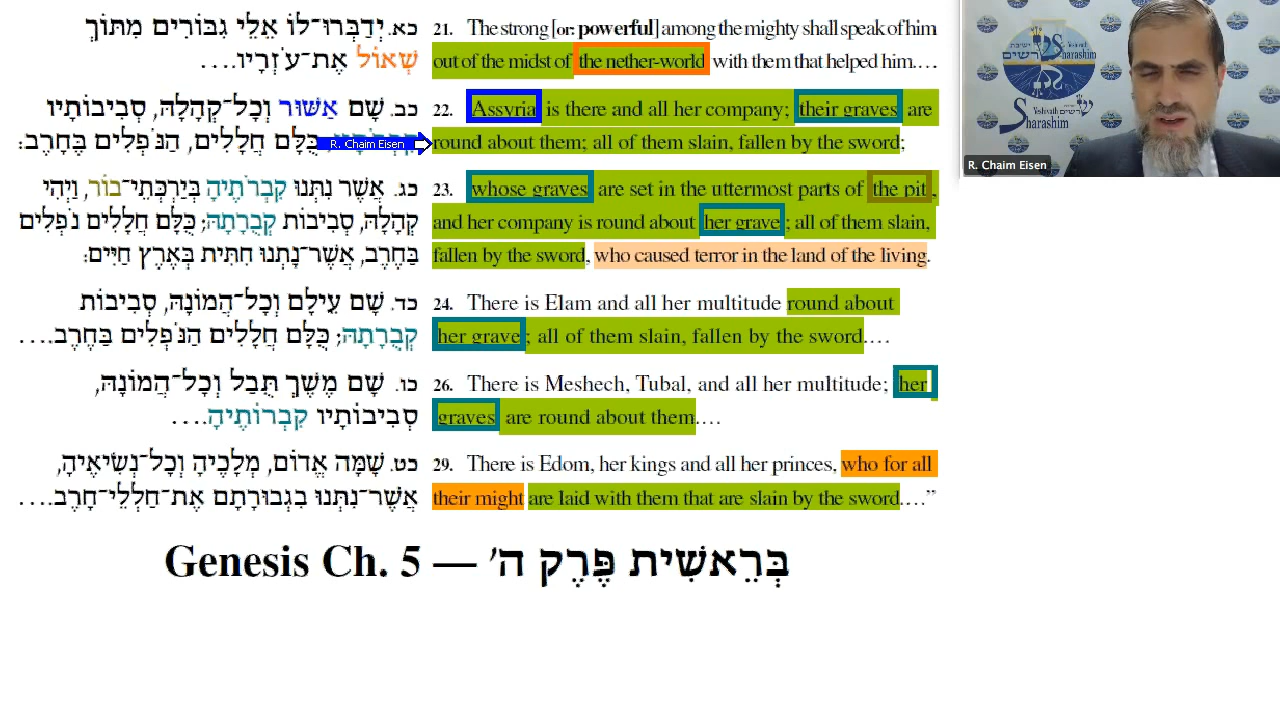 כא. יְדַבְּרוּ־לוֹ אֵלֵי גִבּוֹרִים מִתּוֹךְ
שְׁאוֹל אֶת־עֹזְרָיו….
21. The strong [or: powerful] among the mighty shall speak of him
out of the midst of the nether-world with them that helped him….
כב. שָׁם אַשּׁוּר וְכָל־קְהָלָהּ, סְבִיבוֹתָיו
כֻּלָּם חֲלָלִים, הַנֹּפְלִים בֶּחָרֶב:
22. Assyria is there and all her company; their graves are
round about them; all of them slain, fallen by the sword;
R. Chaim Eisen
כג. אֲשֶׁר נִתְּנוּ קִבְרֹתֶיהָ בְּיַרְכְּתֵי־בוֹר, וַיְהִי
קְהָלָהּ, סְבִיבוֹת קְבֻרָתָהּ; כֻּלָּם חֲלָלִים נֹפְלִים
בַּחֶרֶב, אֲשֶׁר־נָתְנוּ חִתִּית בְּאֶרֶץ חַיִּים:
23. whose graves are set in the uttermost parts of the pit,
and her company is round about her grave; all of them slain,
fallen by the sword, who caused terror in the land of the living.
כד. שָׁם עֵילָם וְכָל־הֲמוֹנָהּ, סְבִיבוֹת
קְבֻרָתָהּ; כֻּלָּם חֲלָלִים הַנֹּפְלִים בַּחֶרֶב….
24. There is Elam and all her multitude round about
her grave; all of them slain, fallen by the sword….
כו. שָׁם מֶשֶׁךְ תֻּבַל וְכָל־הֲמוֹנָהּ,
סְבִיבוֹתָיו קִבְרוֹתֶיהָ….
26. There is Meshech, Tubal, and all her multitude; her
graves are round about them….
כט. שָׁמָּה אֱדוֹם, מְלָכֶיהָ וְכָל־נְשִׂיאֶיהָ,
אֲשֶׁר־נִתְּנוּ בִגְבוּרָתָם אֶת־חַלְלֵי־חָרֶב….
29. There is Edom, her kings and all her princes, who for all
their might are laid with them that are slain by the sword….”
Genesis Ch. 5 — בְּרֵאשִׁית פֶּרֶק ה'
Yeshivath
Sharashim
R. Chaim Eisen